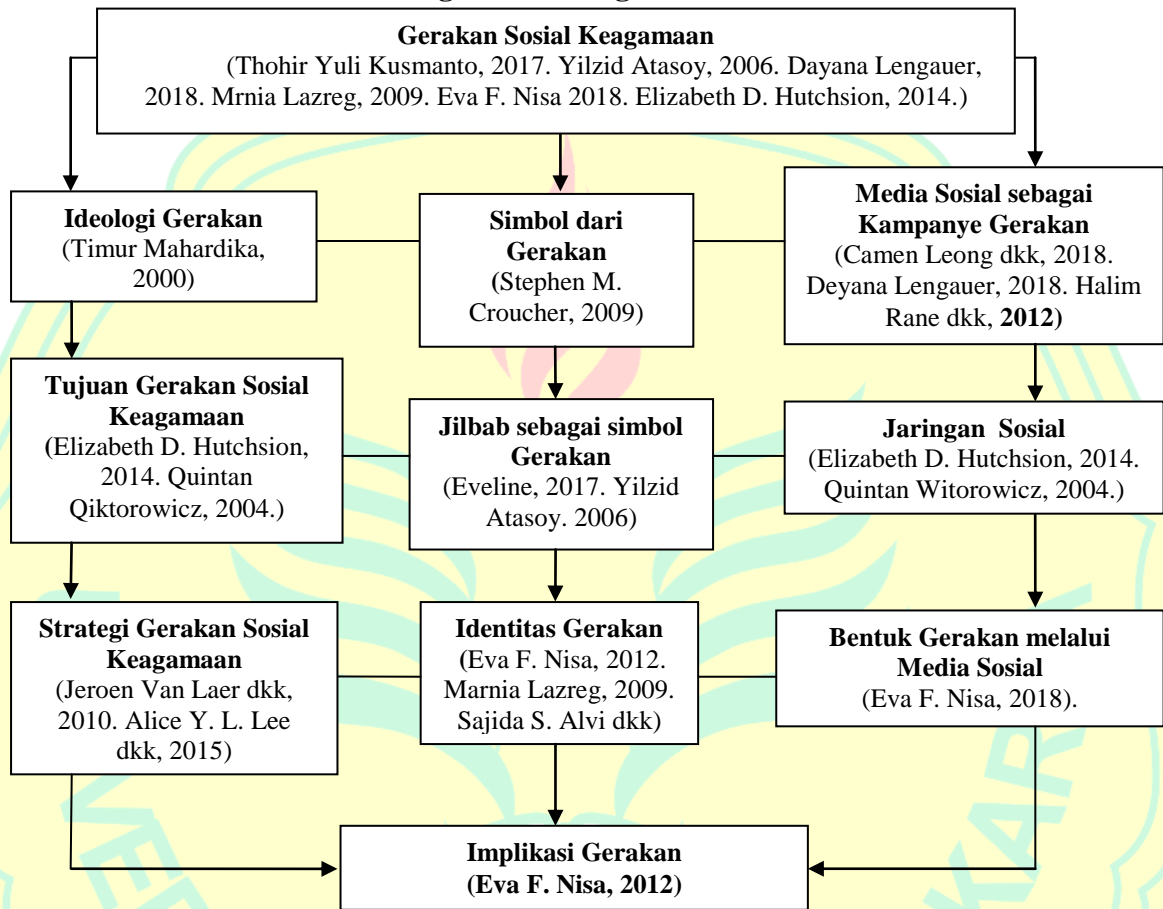 Gerakan Sosial Keagamaan
(Thohir Yuli Kusmanto, 2017. Yilzid Atasoy, 2006. Dayana Lengauer,
2018. Mrnia Lazreg, 2009. Eva F. Nisa 2018. Elizabeth D. Hutchsion, 2014.)
Ideologi Gerakan
(Timur Mahardika,
2000)
Simbol dari
Gerakan
(Stephen M.
Croucher, 2009)
Media Sosial sebagai
Kampanye Gerakan
(Camen Leong dkk, 2018.
Deyana Lengauer, 2018. Halim
Rane dkk, 2012)
Tujuan Gerakan Sosial
Keagamaan
(Elizabeth D. Hutchsion,
2014. Quintan
Qiktorowicz, 2004.)
Jilbab sebagai simbol
Gerakan
(Eveline, 2017. Yilzid
Atasoy. 2006)
Jaringan Sosial
(Elizabeth D. Hutchsion, 2014.
Quintan Witorowicz, 2004.)
Strategi Gerakan Sosial
Keagamaan
(Jeroen Van Laer dkk,
2010. Alice Y. L. Lee
dkk, 2015)
Identitas Gerakan
(Eva F. Nisa, 2012.
Marnia Lazreg, 2009.
Sajida S. Alvi dkk)
Bentuk Gerakan melalui
Media Sosial
(Eva F. Nisa, 2018).
Implikasi Gerakan
(Eva F. Nisa, 2012)